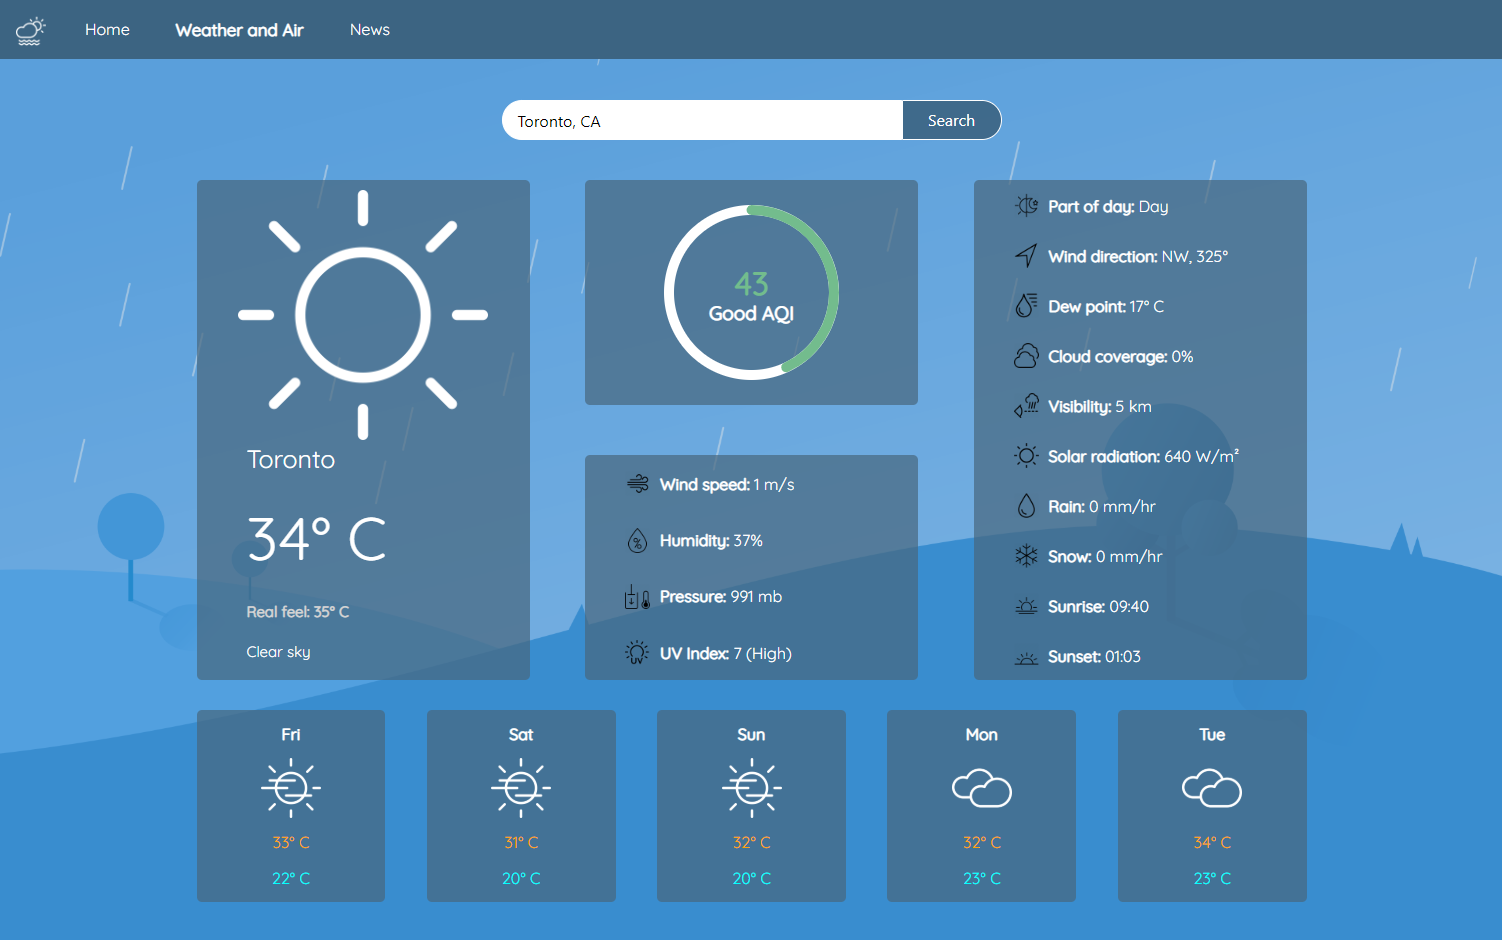 Home Weather and Air News
Toronto, CA Search
Toronto
34° C
Real feel: 35° C
Clear sky
43
Good AQI
Wind speed: 1 m/s
Humidity: 37%
Pressure: 991 mb
UV Index: 7 (High)
Part of day: Day
Wind direction: NW, 325°
Dew point: 17° C
Cloud coverage: 0%
Visibility: 5 km
Solar radiation: 640 W/m²
Rain: 0 mm/hr
Snow: 0 mm/hr
Sunrise: 09:40
Sunset: 01:03
Fri
33° C
22° C
Sat
31° C
20° C
Sun
32° C
20° C
Mon
32° C
23° C
Tue
34° C
23° C